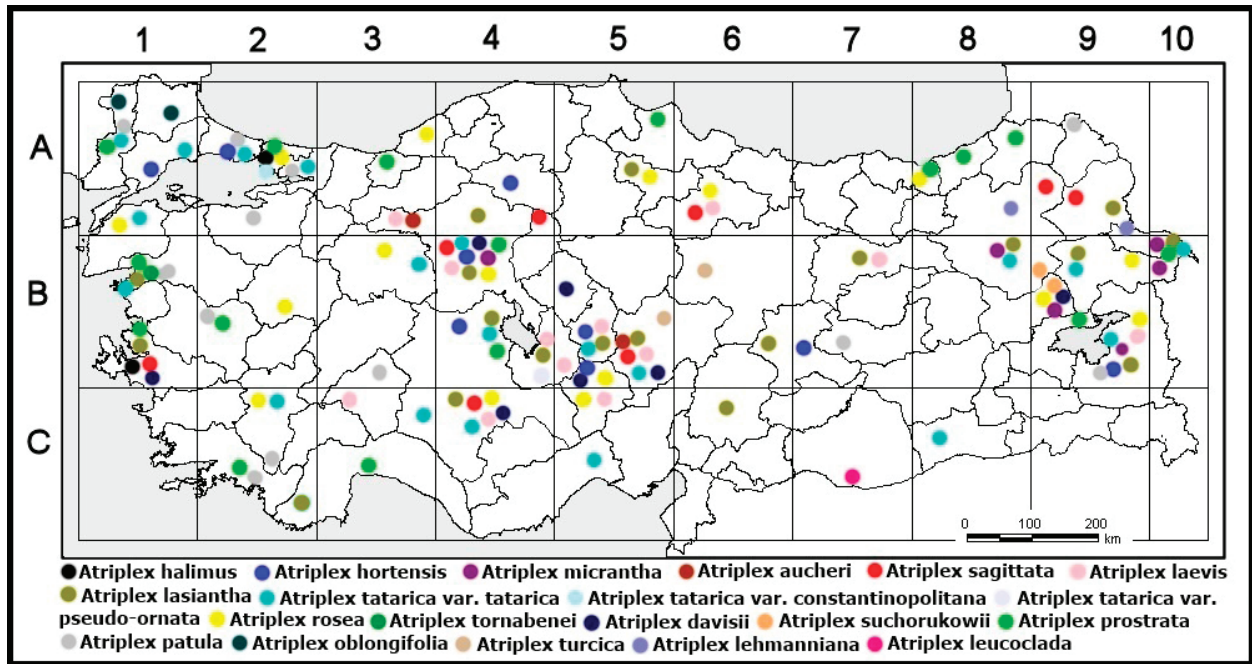 1 2 3 4 5 6 7 8 9 10
A
B
C
0 100 200
km
Atriplex halimus Atriplex hortensis Atriplex micrantha Atriplex aucheri Atriplex sagittata Atriplex laevis
Atriplex lasiantha Atriplex tatarica var. tatarica Atriplex tatarica var. constantinopolitana Atriplex tatarica var.
pseudo-ornata Atriplex rosea Atriplex tornabenei Atriplex davisii Atriplex suchorukowii Atriplex prostrata
Atriplex patula Atriplex oblongifolia Atriplex turcica Atriplex lehmanniana Atriplex leucoclada